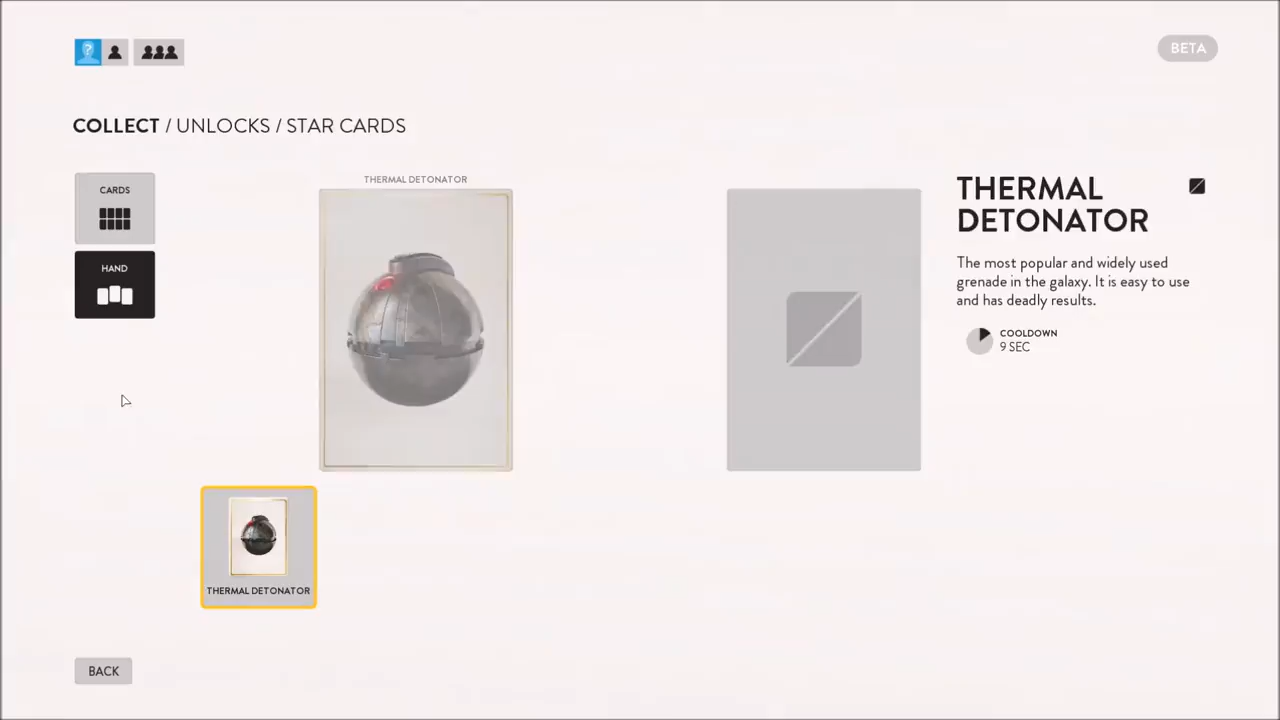 BETA
COLLECT / UNLOCKS / STAR CARDS
CARDS
HAND
THERMAL DETONATOR
THERMAL
DETONATOR
The most popular and widely used
grenade in the galaxy. It is easy to use
and has deadly results.
COOLDOWN
9 SEC
THERMAL DETONATOR
BACK